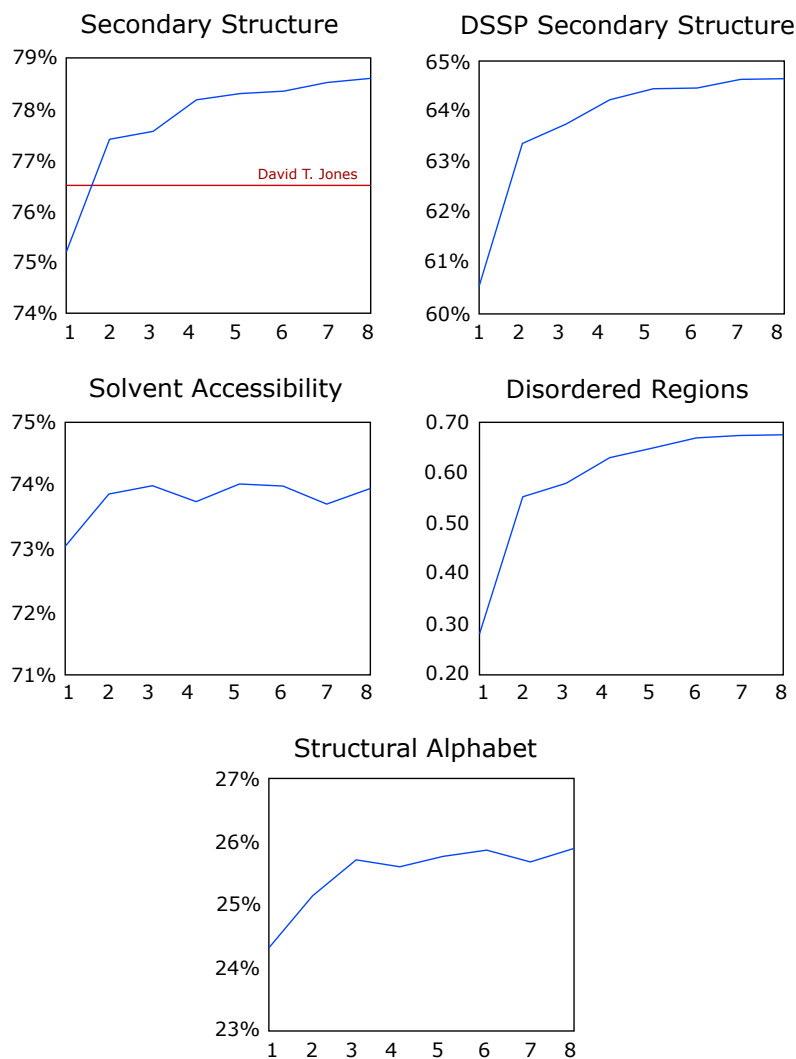 Secondary Structure
79%
78%
77%
76%
75%
74%
David T. Jones
1 2 3 4 5 6 7 8
DSSP Secondary Structure
65%
64%
63%
62%
61%
60%
1 2 3 4 5 6 7 8
Solvent Accessibility
75%
74%
73%
72%
71%
1 2 3 4 5 6 7 8
Disordered Regions
0.70
0.60
0.50
0.40
0.30
0.20
1 2 3 4 5 6 7 8
Structural Alphabet
27%
26%
25%
24%
23%
1 2 3 4 5 6 7 8